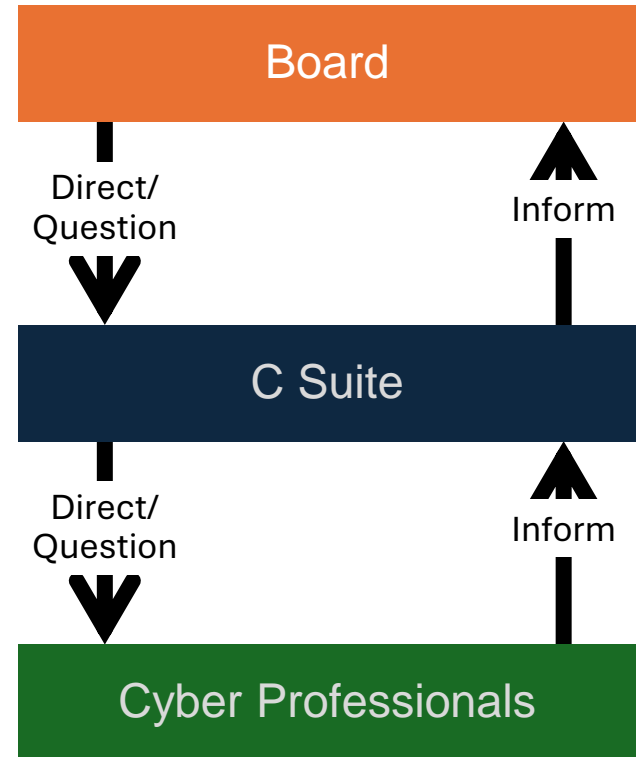 Board
Direct/
Question
Inform
C Suite
Direct/
Question
Inform
Cyber Professionals